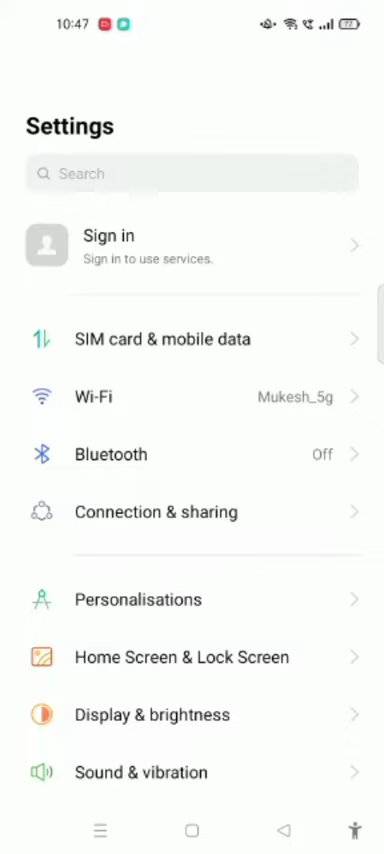 10:47
77
Settings
Search
Sign in
Sign in to use services.
SIM card & mobile data
Wi-Fi Mukesh_5g
Bluetooth Off
Connection & sharing
Personalisations
Home Screen & Lock Screen
Display & brightness
Sound & vibration